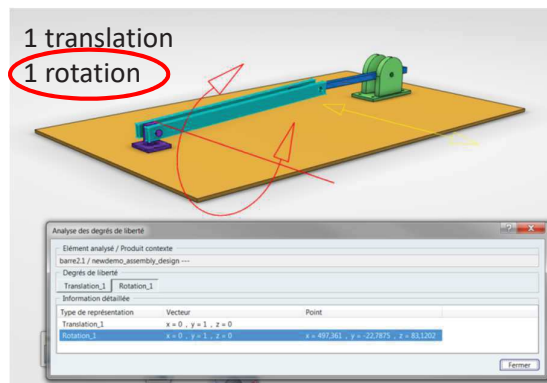 1 translation
1 rotation
Analyse des degrés de liberté
Elément analysé / Produit contexte
barre2.1 / newdemo_assembly_design ---
Degrés de liberté
Translation_1 Rotation_1
Information détaillée
Type de représentation Vecteur Point
Translation_1 x = 0 , y = 1 , z = 0
Rotation_1 x = 0 , y = 1 , z = 0 x = 497,361 , y = -22,7875 , z = 83,1202
Fermer